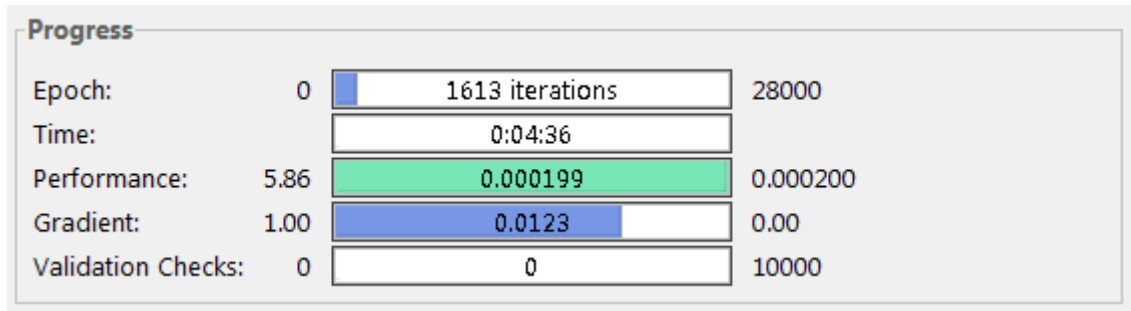 Progress
Epoch: 0 1613 iterations 28000
Time: 0:04:36
Performance: 5.86 0.000199 0.000200
Gradient: 1.00 0.0123 0.00
Validation Checks: 0 0 10000